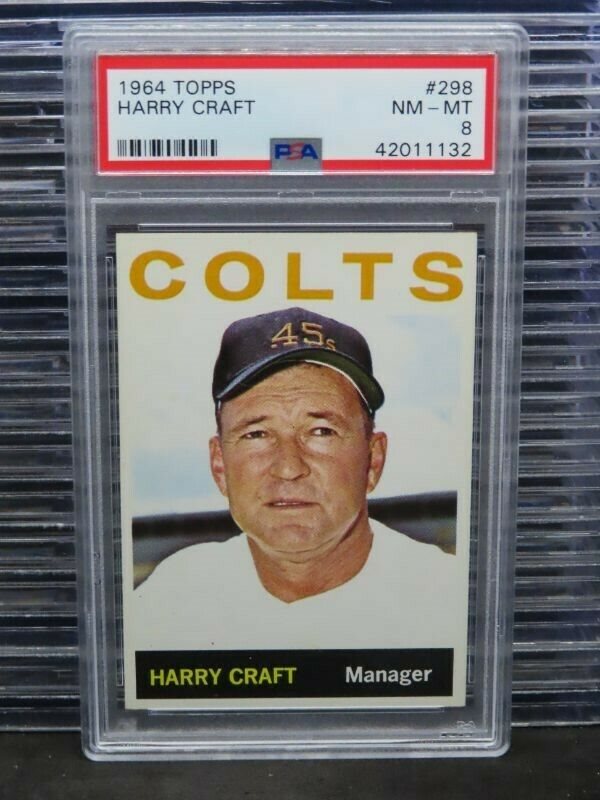 1964 TOPPS #298
HARRY CRAFT NM - MT
8
PSA 42011132
COLTS
45s
HARRY CRAFT Manager